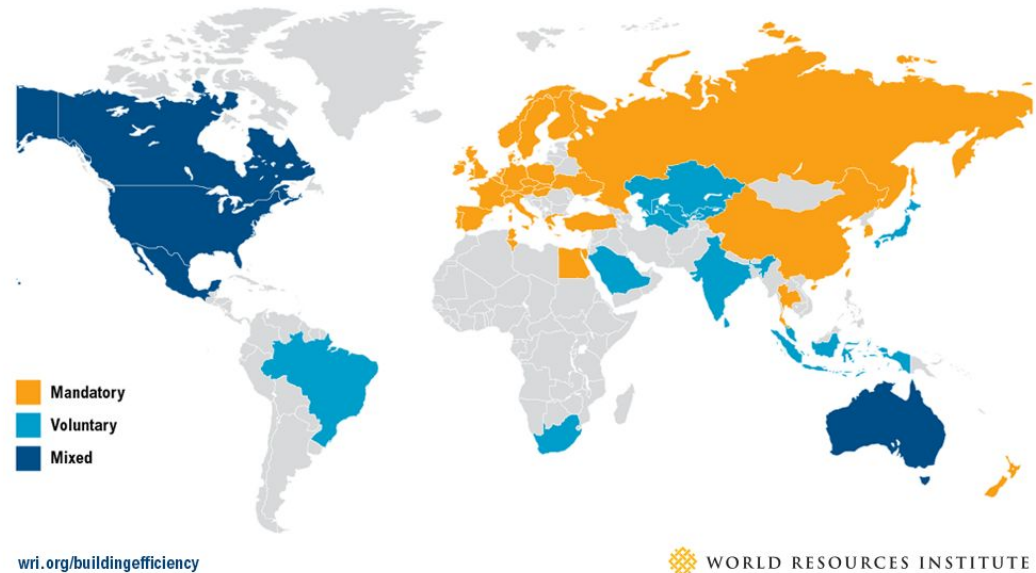 Mandatory
Voluntary
Mixed
wri.org/buildingefficiency
WORLD RESOURCES INSTITUTE